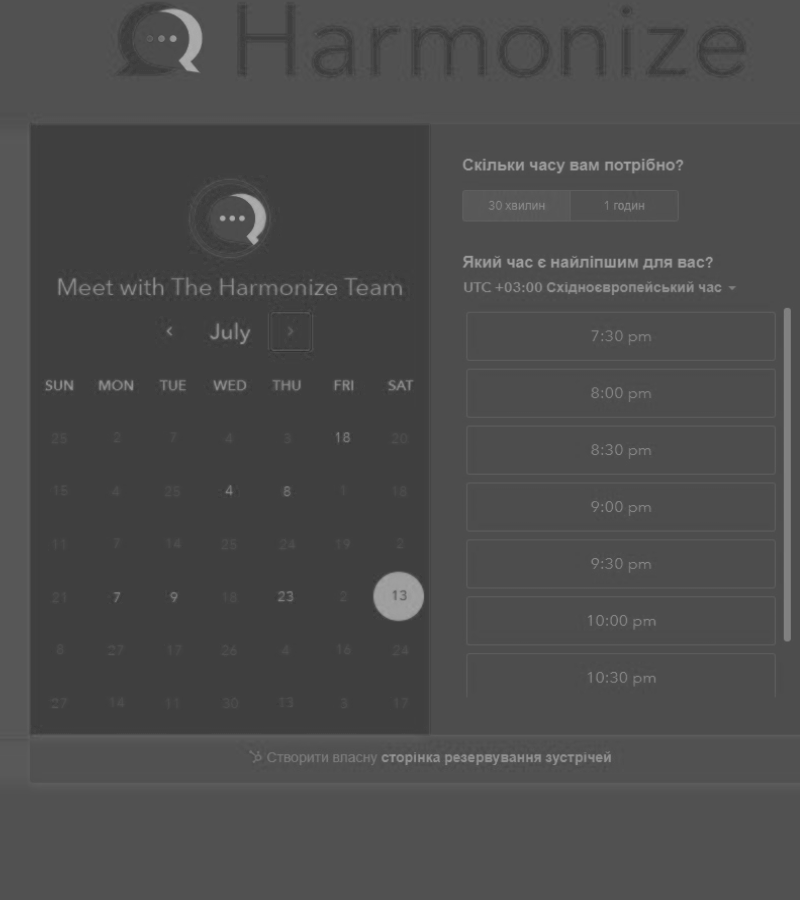 Harmonize
Meet with The Harmonize Team
July
SUN MON TUE WED THU FRI SAT
25 2 7 4 3 18 20
15 4 25 4 8 1 18
11 7 14 25 24 19 2
21 7 9 18 23 2 13
8 27 17 26 4 16 24
27 14 11 30 13 3 17
Скільки часу вам потрібно?
30 хвилин 1 годин
Який час є найліпшим для вас?
UTC +03:00 Східноєвропейський час
7:30 pm
8:00 pm
8:30 pm
9:00 pm
9:30 pm
10:00 pm
10:30 pm
Створити власну сторінка резервування зустрічей